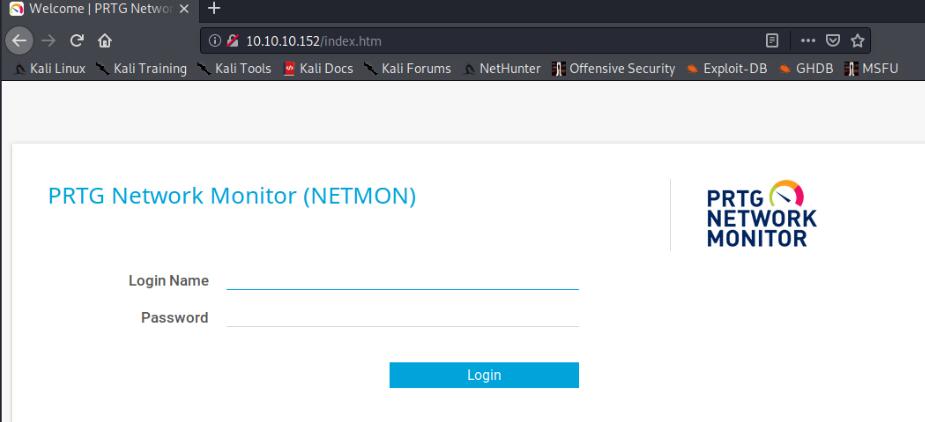 Welcome | PRTG Networ
10.10.10.152/index.htm
Kali Linux Kali Training Kali Tools Kali Docs Kali Forums NetHunter Offensive Security Exploit-DB GHDB MSFU
PRTG Network Monitor (NETMON)
PRTG
NETWORK
MONITOR
Login Name
Password
Login